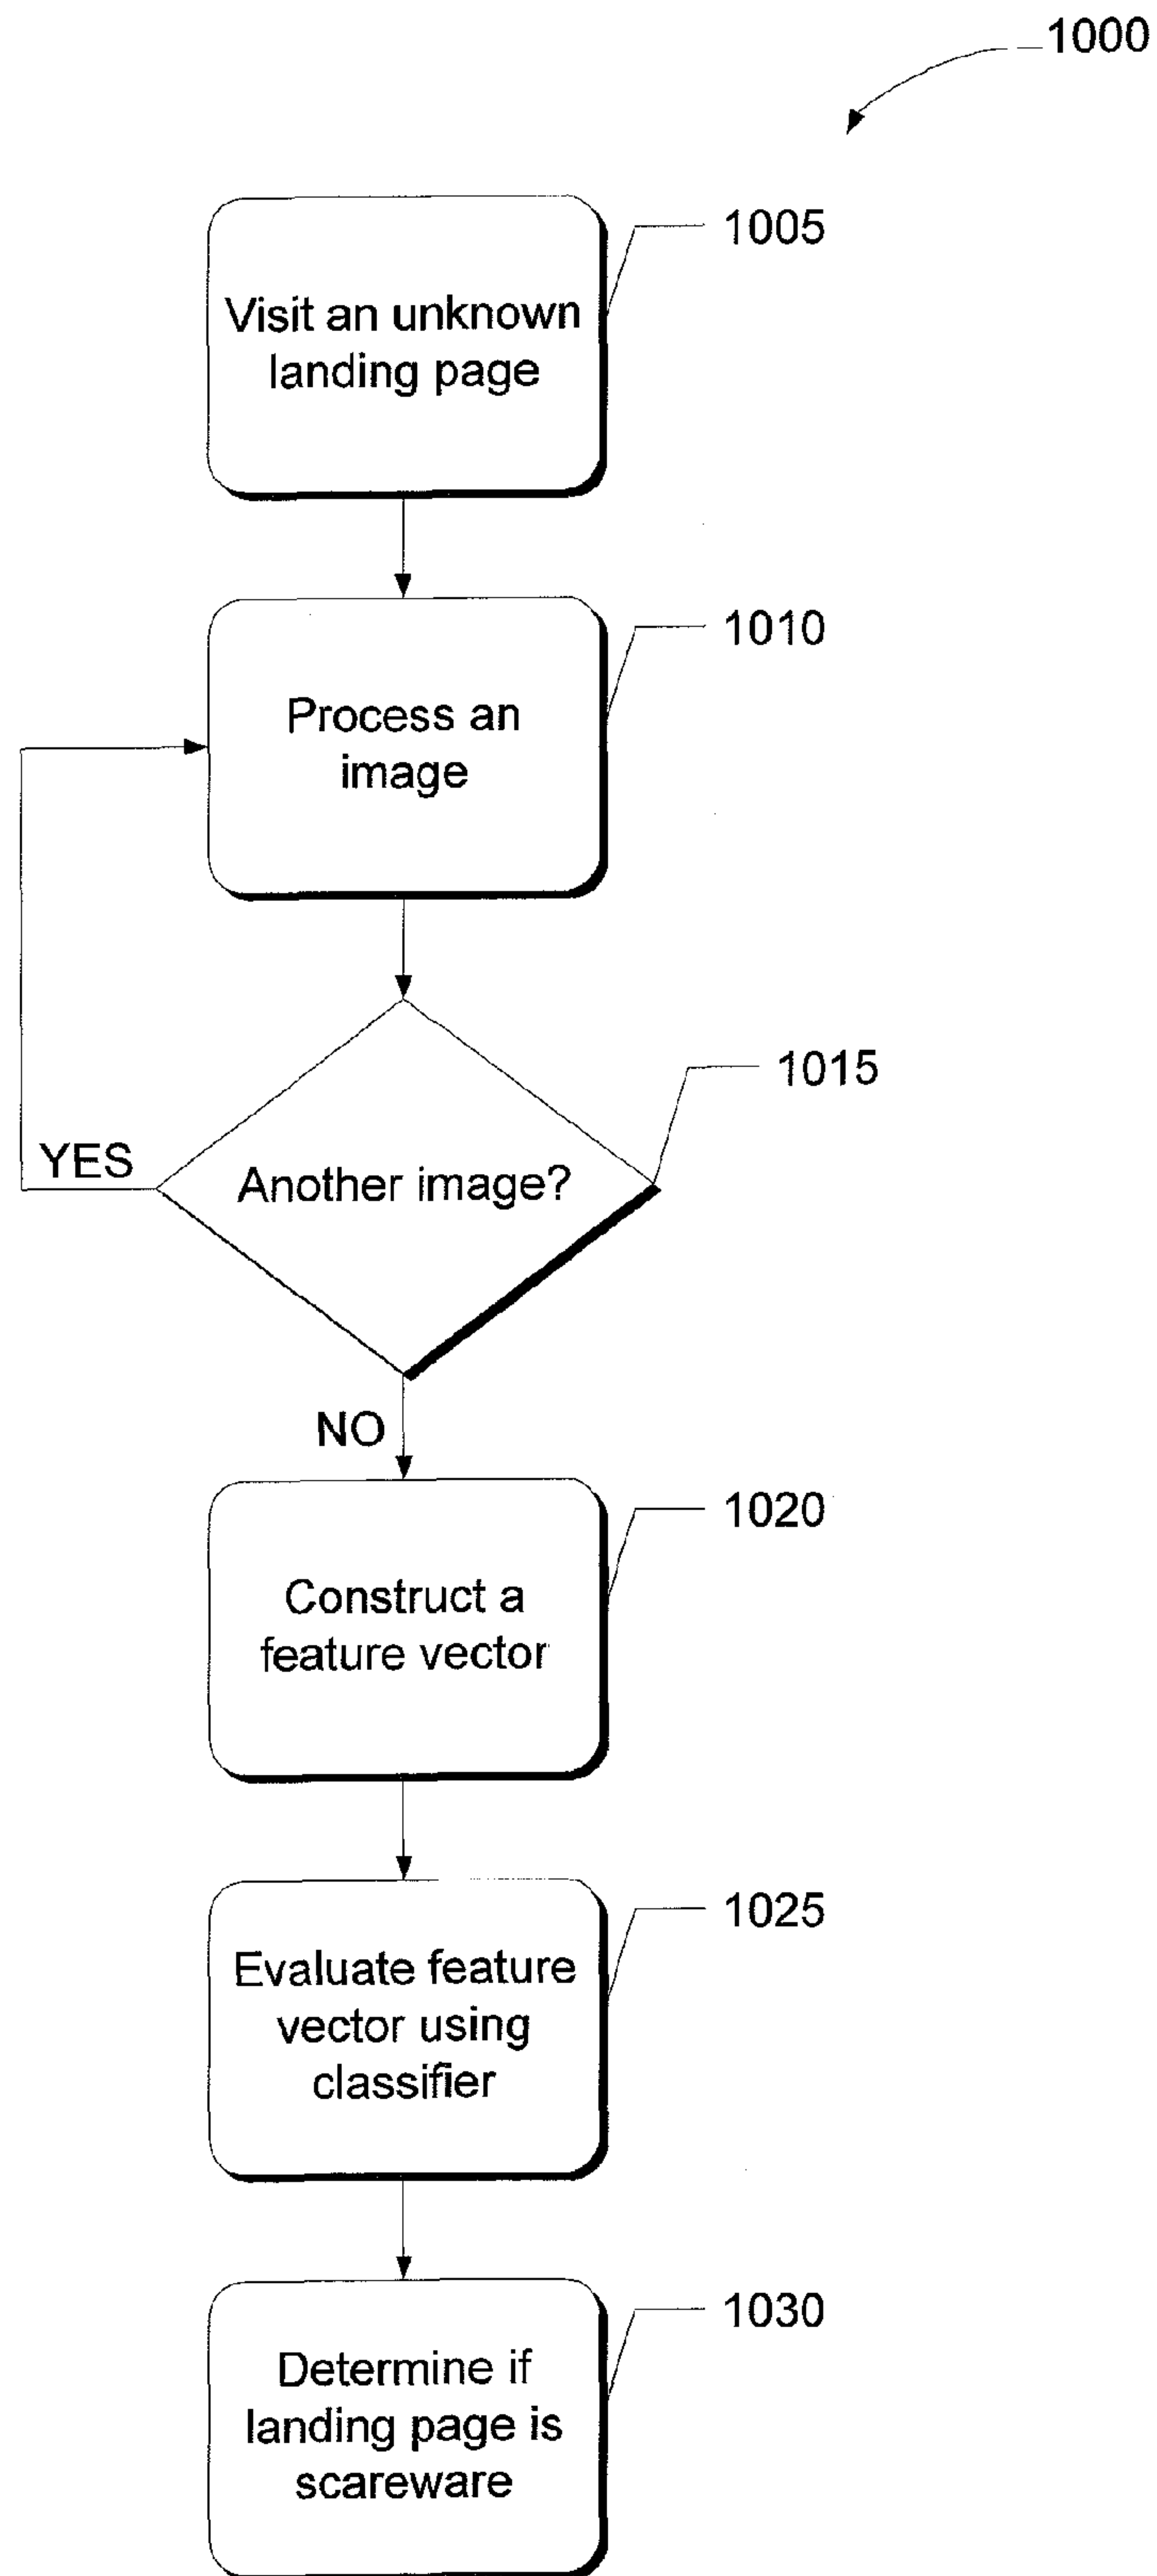 1000
Visit an unknown
landing page
1005
Process an
image
1010
Another image?
1015
YES
NO
Construct a
feature vector
1020
Evaluate feature
vector using
classifier
1025
Determine if
landing page is
scareware
1030